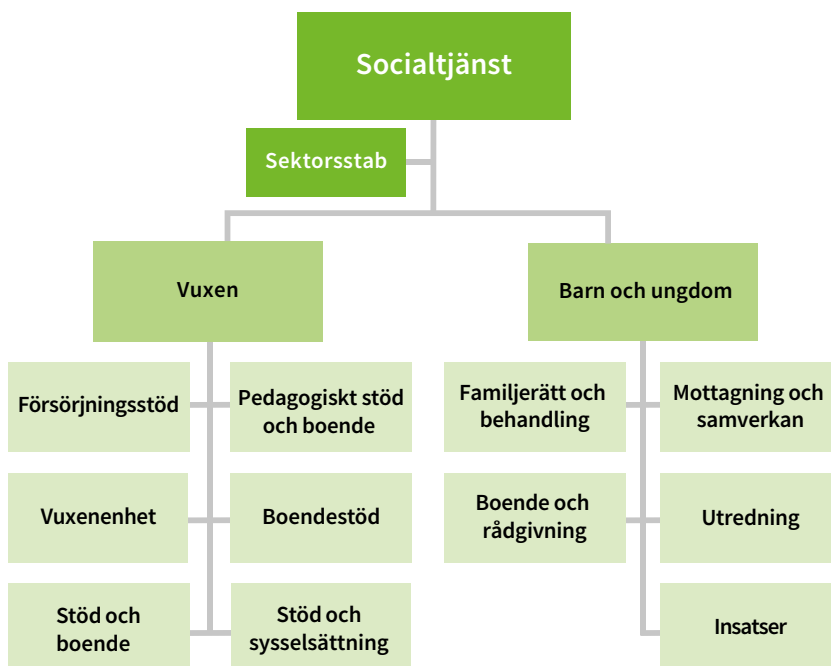 Socialtjänst
Sektorsstab
Vuxen
Barn och ungdom
Försörjningsstöd
Pedagogiskt stöd
och boende
Familjerätt och
behandling
Mottagning och
samverkan
Vuxenenhet
Boendestöd
Boende och
rådgivning
Utredning
Stöd och
boende
Stöd och
sysselsättning
Insatser